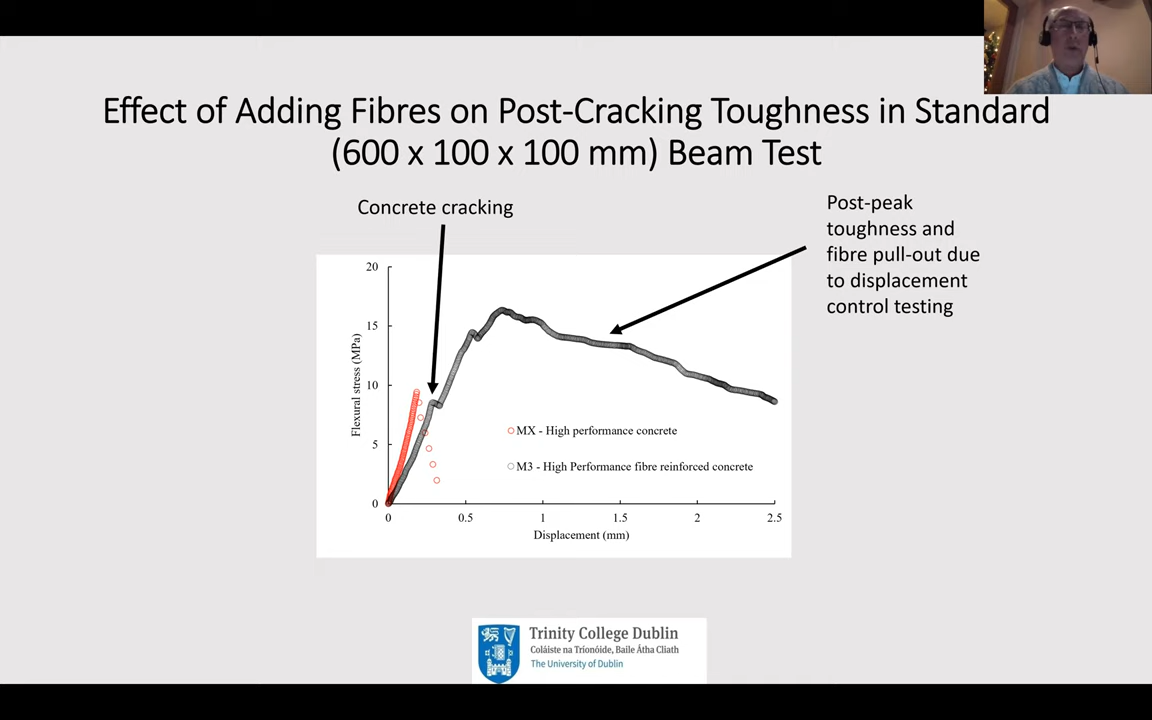 Effect of Adding Fibres on Post-Cracking Toughness in Standard
(600 x 100 x 100 mm) Beam Test
Concrete cracking
Post-peak
toughness and
fibre pull-out due
to displacement
control testing
20
15
10
5
0
Flexural stress (MPa)
MX - High performance concrete
M3 - High Performance fibre reinforced concrete
0
0.5
1
1.5
2
2.5
Displacement (mm)
Trinity College Dublin
Coláiste na Tríonóide, Baile Átha Cliath
The University of Dublin